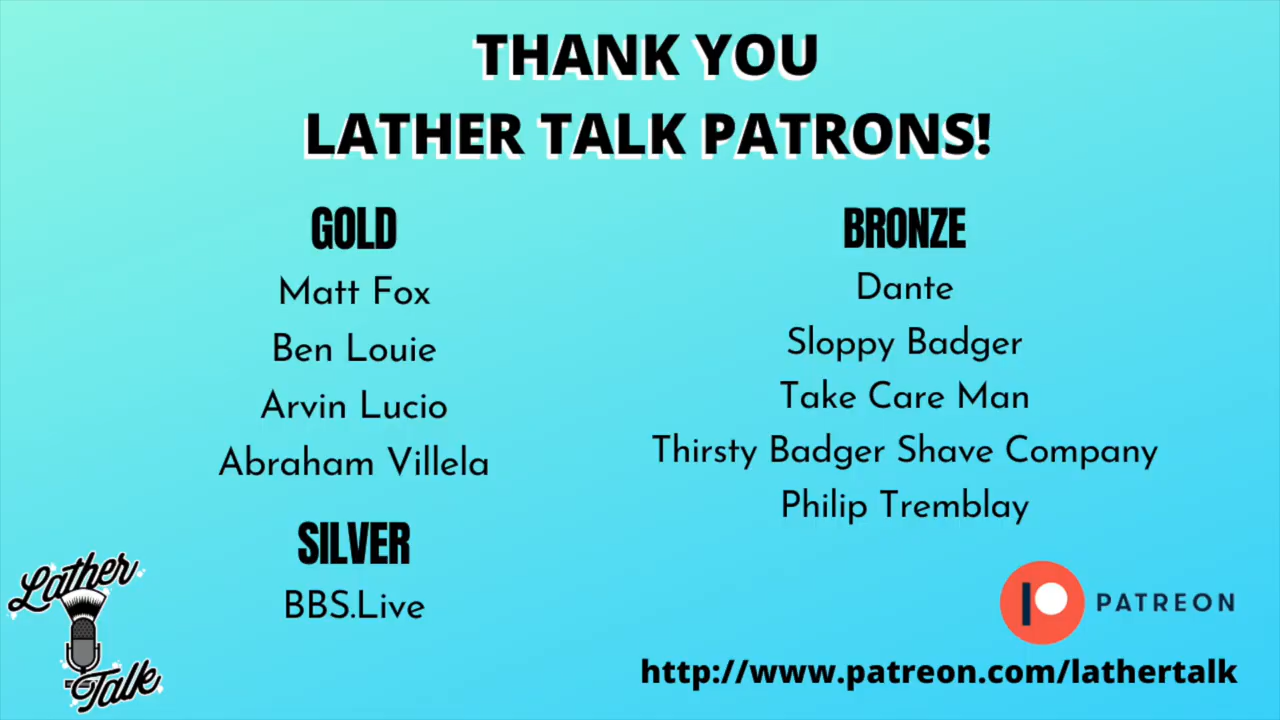 THANK YOU
LATHER TALK PATRONS!
GOLD
Matt Fox
Ben Louie
Arvin Lucio
Abraham Villela
SILVER
BBS.Live
BRONZE
Dante
Sloppy Badger
Take Care Man
Thirsty Badger Shave Company
Philip Tremblay
Lather
Talk
PATREON
http://www.patreon.com/lathertalk